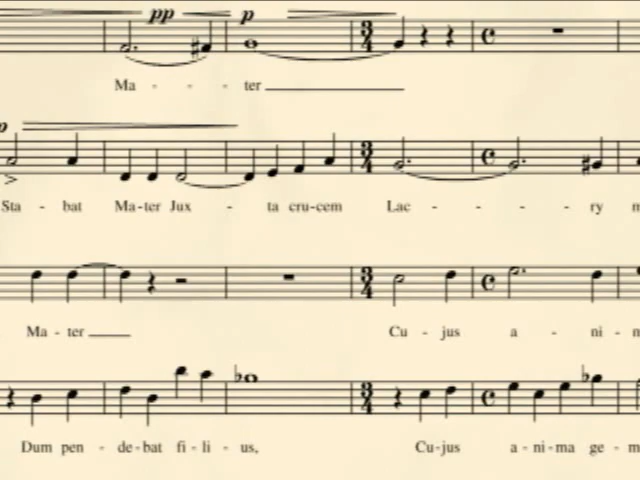 pp p
Ma - - - ter
p
Sta - bat Ma-ter Jux - ta cru-cem Lac - - - - ry
Ma - ter Cu - jus a - ni -
Dum pen - de-bat fi-li - us, Cu-jus a-ni-ma ge -